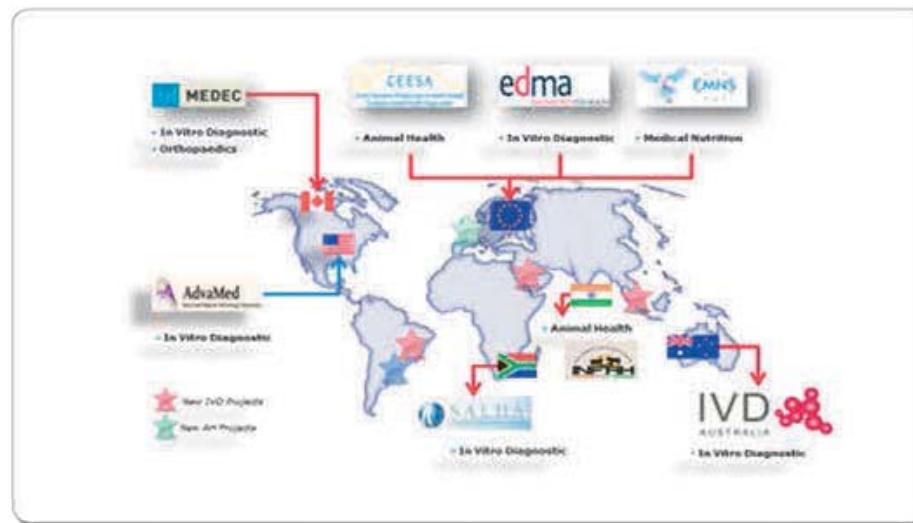 MEDEC
• In Vitro Diagnostic
• Orthopaedics
CEESA
• Animal Health
edma
• In Vitro Diagnostic
EMNS
• Medical Nutrition
AdvaMed
• In Vitro Diagnostic
• Animal Health
INFAH
New IVD Projects
New AH Projects
• In Vitro Diagnostic
IVD
AUSTRALIA
• In Vitro Diagnostic